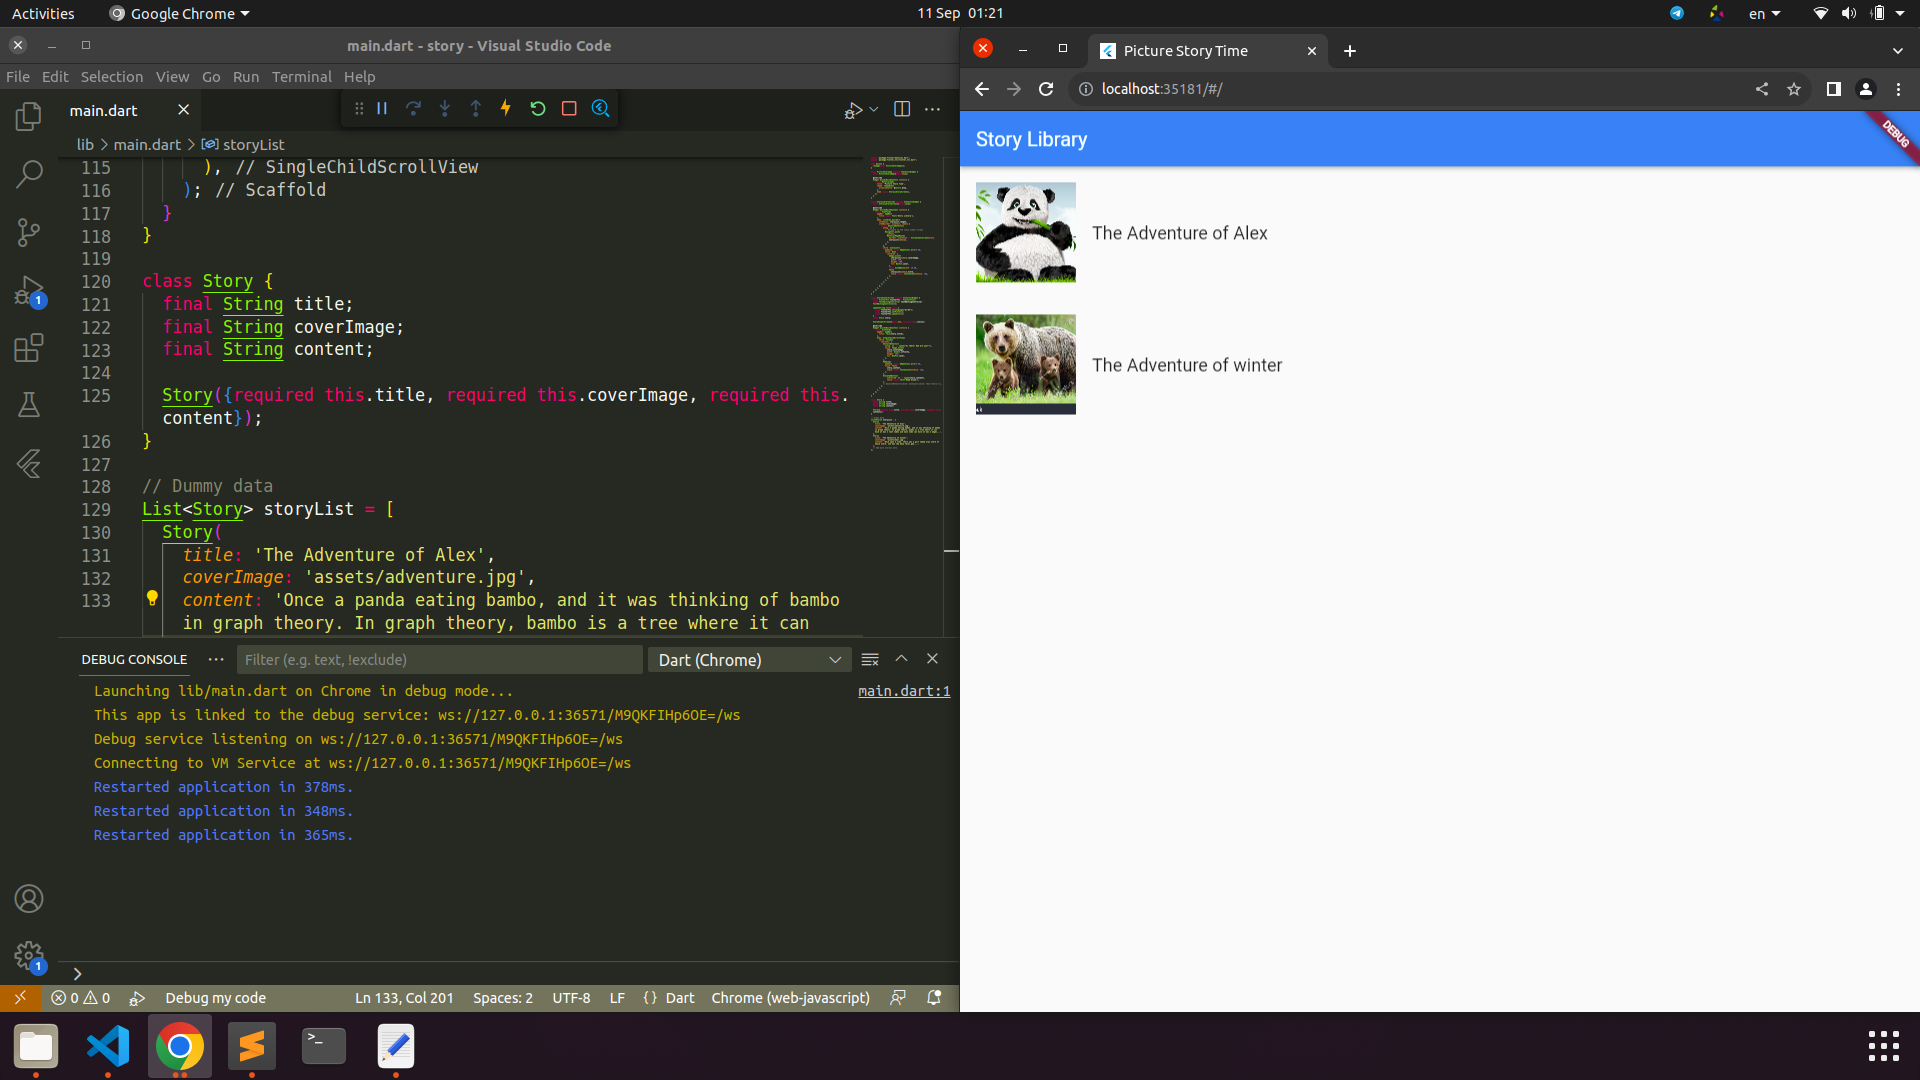 Activities
Google Chrome
11 Sep 01:21
en
main.dart - story - Visual Studio Code
File Edit Selection View Go Run Terminal Help
main.dart
lib > main.dart > storyList
115 ), // SingleChildScrollView
116 ); // Scaffold
117 }
118 }
119
120 class Story {
121 final String title;
122 final String coverImage;
123 final String content;
124
125 Story({required this.title, required this.coverImage, required this.
content});
126 }
127
128 // Dummy data
129 List<Story> storyList = [
130 Story(
131 title: 'The Adventure of Alex',
132 coverImage: 'assets/adventure.jpg',
133 content: 'Once a panda eating bambo, and it was thinking of bambo
in graph theory. In graph theory, bambo is a tree where it can
DEBUG CONSOLE
Filter (e.g. text, !exclude)
Dart (Chrome)
Launching lib/main.dart on Chrome in debug mode...
main.dart:1
This app is linked to the debug service: ws://127.0.0.1:36571/M9QKFIHp6OE=/ws
Debug service listening on ws://127.0.0.1:36571/M9QKFIHp6OE=/ws
Connecting to VM Service at ws://127.0.0.1:36571/M9QKFIHp6OE=/ws
Restarted application in 378ms.
Restarted application in 348ms.
Restarted application in 365ms.
1
1
0 0 Debug my code Ln 133, Col 201 Spaces: 2 UTF-8 LF {} Dart Chrome (web-javascript)
Picture Story Time
localhost:35181/#/
Story Library
DEBUG
The Adventure of Alex
The Adventure of winter